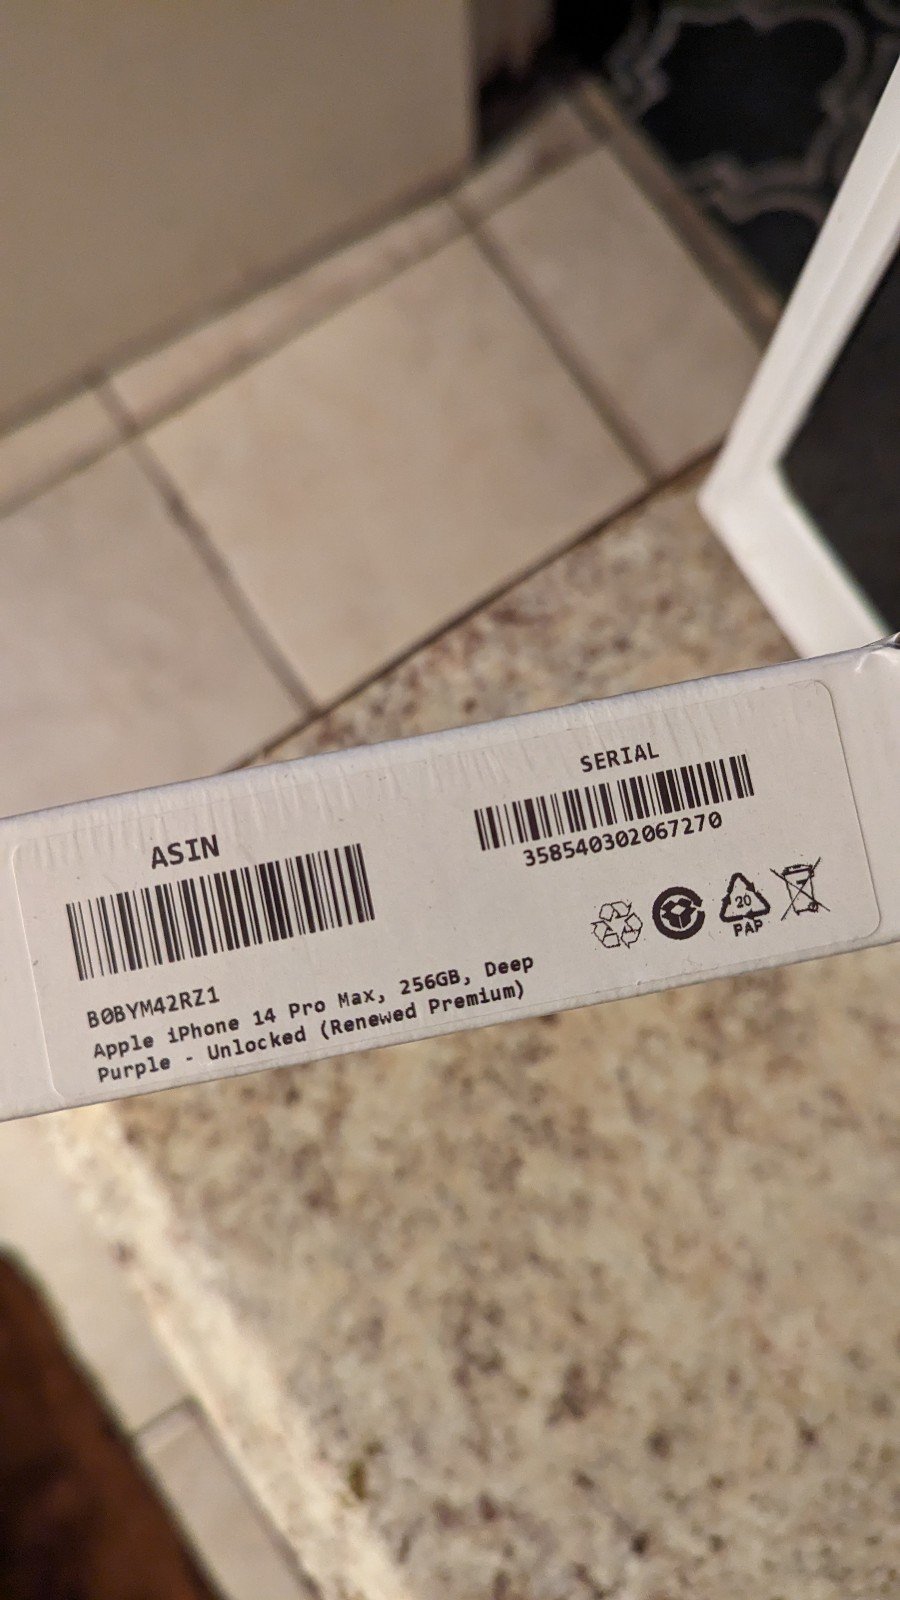 ASIN
B0BYM42RZ1
Apple iPhone 14 Pro Max, 256GB, Deep
Purple - Unlocked (Renewed Premium)
SERIAL
358540302067270
20
PAP